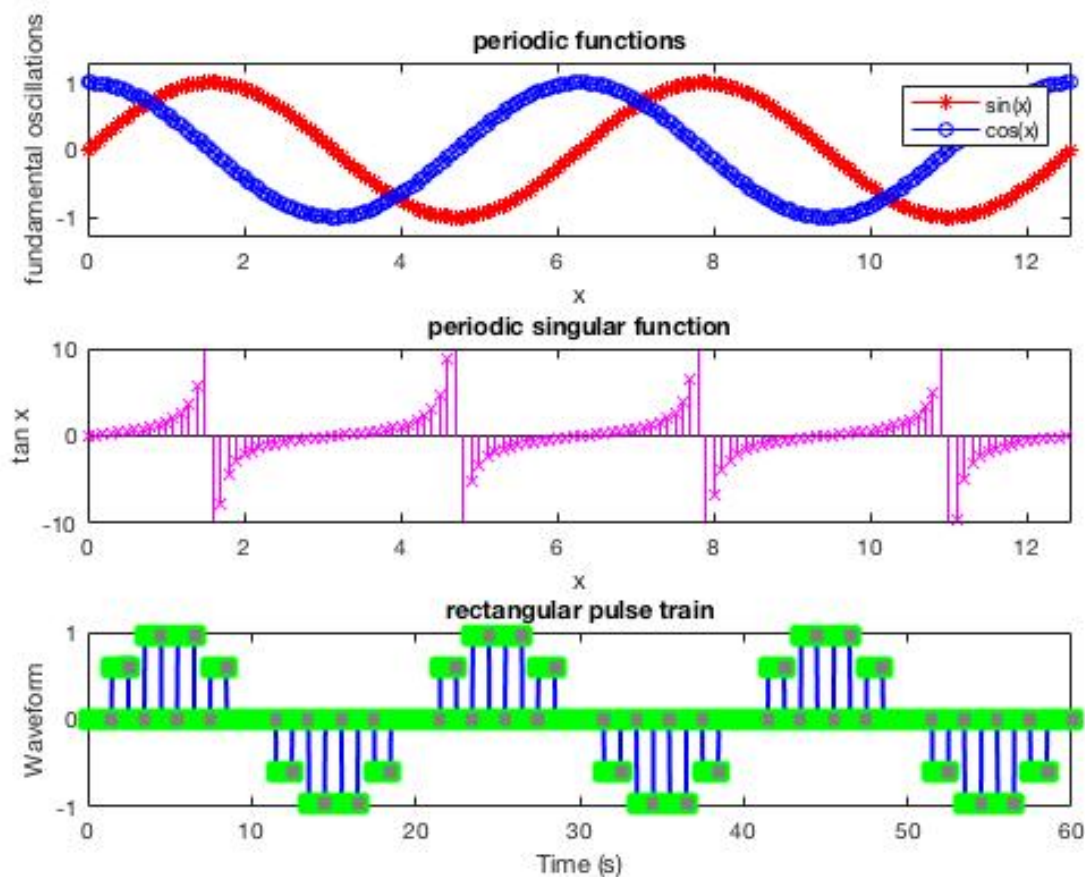 periodic functions
fundamental oscillations
1
0
-1
sin(x)
cos(x)
0 2 4 6 8 10 12
x
periodic singular function
tan x
10
0
-10
0 2 4 6 8 10 12
x
rectangular pulse train
Waveform
1
0
-1
0 10 20 30 40 50 60
Time (s)